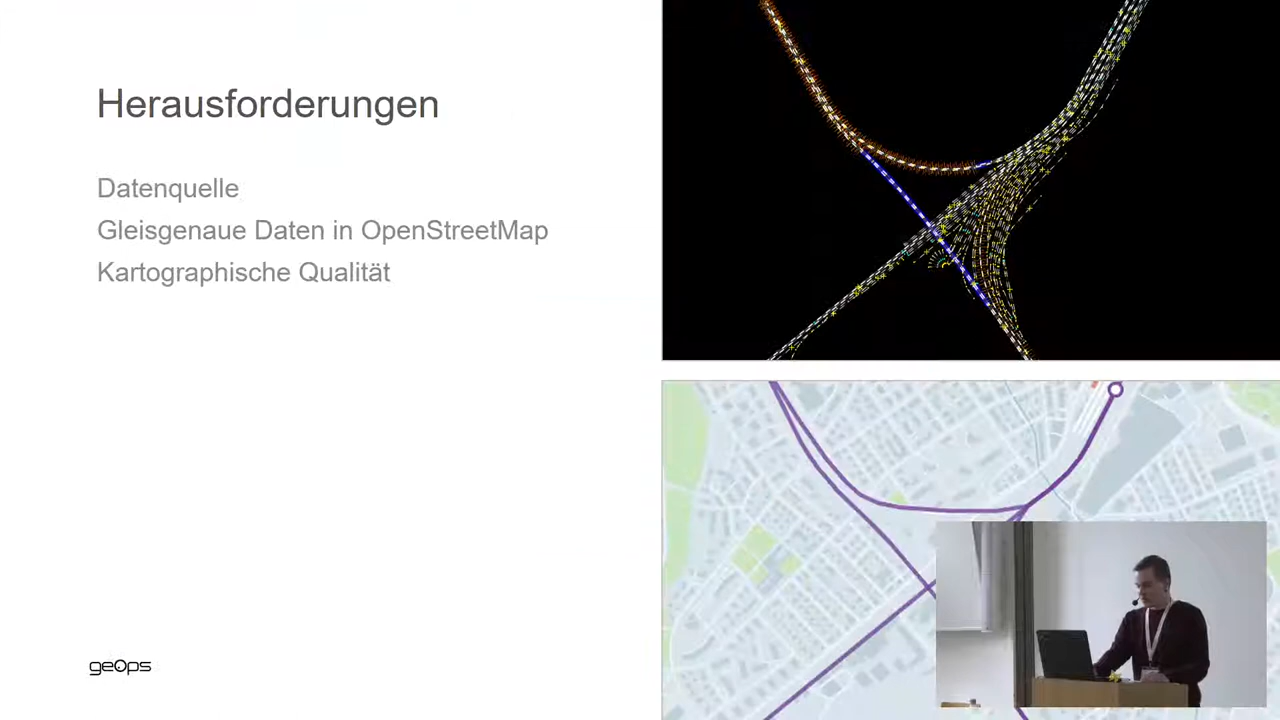 Herausforderungen
Datenquelle
Gleisgenaue Daten in OpenStreetMap
Kartographische Qualität
geOps